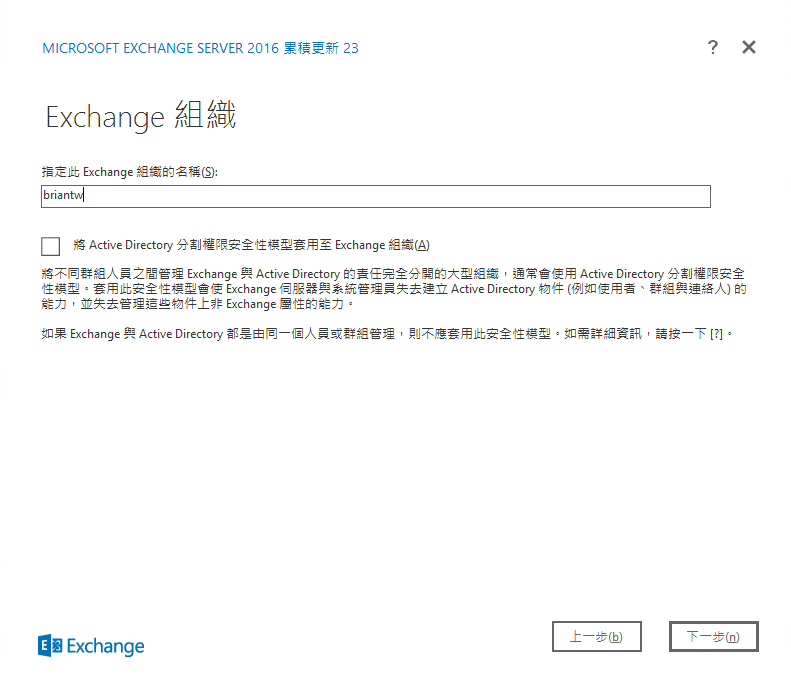 MICROSOFT EXCHANGE SERVER 2016 累積更新 23
?
Exchange 組織
指定此 Exchange 組織的名稱(S):
briantw
將 Active Directory 分割權限安全性模型套用至 Exchange 組織(A)
將不同群組人員之間管理 Exchange 與 Active Directory 的責任完全分開的大型組織，通常會使用 Active Directory 分割權限安全
性模型。套用此安全性模型會使 Exchange 伺服器與系統管理員失去建立 Active Directory 物件 (例如使用者、群組與連絡人) 的
能力，並失去管理這些物件上非 Exchange 屬性的能力。
如果 Exchange 與 Active Directory 都是由同一個人員或群組管理，則不應套用此安全性模型。如需詳細資訊，請按一下 [?]。
E Exchange
上一步(b)
下一步(n)